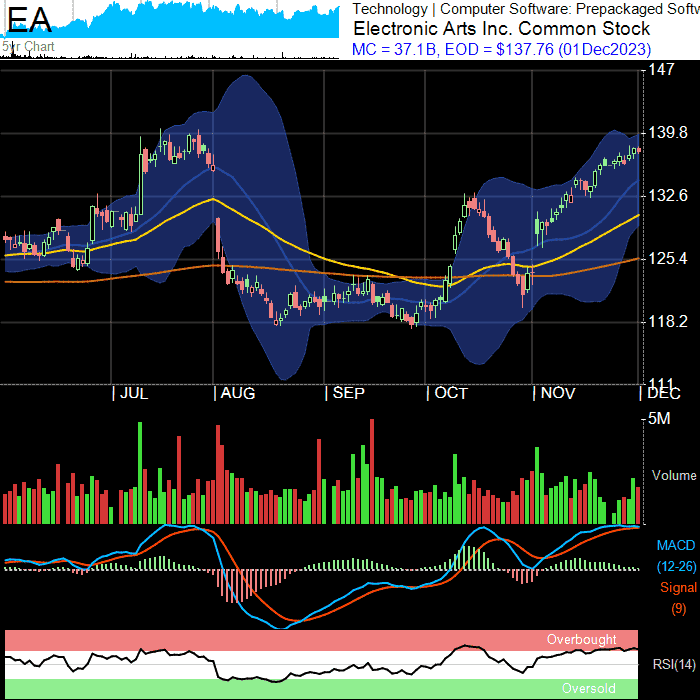 EA
5yr Chart
Technology | Computer Software: Prepackaged Softw
Electronic Arts Inc. Common Stock
MC = 37.1B, EOD = $137.76 (01Dec2023)
147
139.8
132.6
125.4
118.2
111
JUL
AUG
SEP
OCT
NOV
DEC
5M
Volume
MACD
(12-26)
Signal
(9)
Overbought
RSI(14)
Oversold